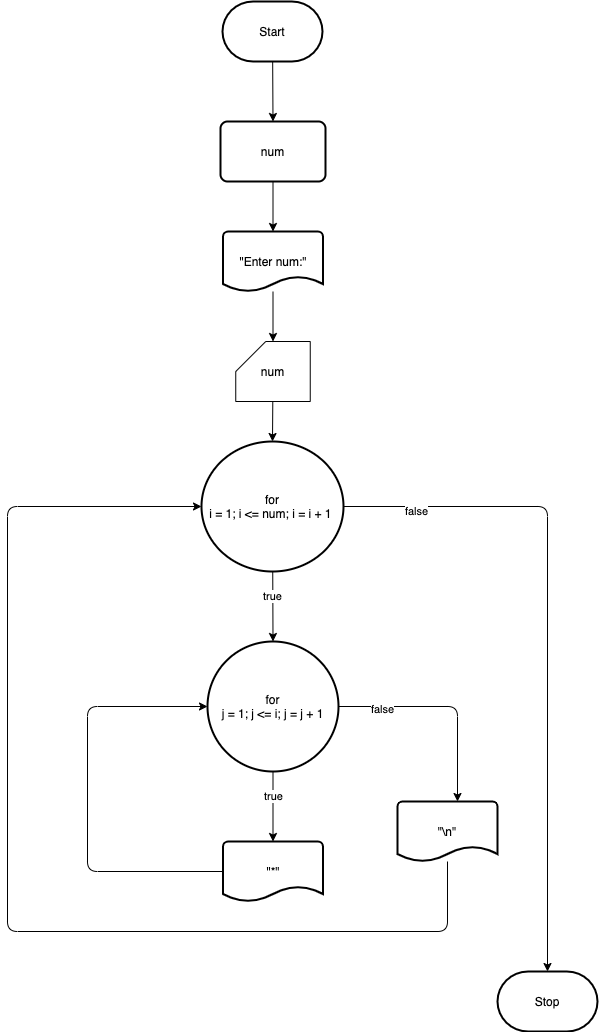 Start
num
"Enter num:"
num
for
i = 1; i <= num; i = i + 1
false
true
for
j = 1; j <= i; j = j + 1
false
true
"\n"
"*"
Stop